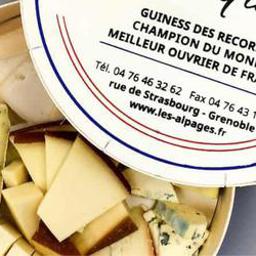 GUINESS DES RECOR
CHAMPION DU MON
MEILLEUR OUVRIER DE FRA
Tél. 04 76 46 32 62 Fax 04 76 43 1
rue de Strasbourg - Grenoble
www.les-alpages.fr